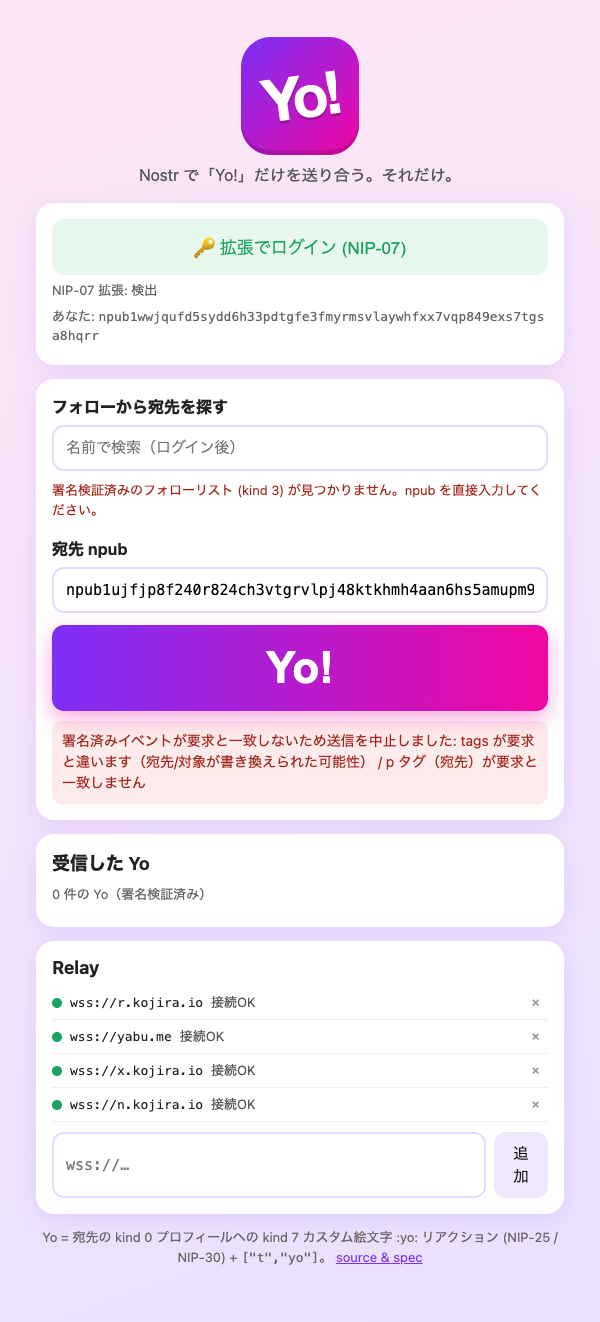 Yo!
Nostr で「Yo!」だけを送り合う。それだけ。
🔑 拡張でログイン (NIP-07)
NIP-07 拡張: 検出
あなた: npub1wwjqufd5sydd6h33pdtgfe3fmyrmsvlaywhfxx7vqp849exs7tgs
a8hqrr
フォローから宛先を探す
名前で検索（ログイン後）
署名検証済みのフォローリスト (kind 3) が見つかりません。npub を直接入力してく
ださい。
宛先 npub
npub1ujfjp8f240r824ch3vtgrvlpj48ktkhmh4aan6hs5amupm9
Yo!
署名済みイベントが要求と一致しないため送信を中止しました: tags が要求
と違います（宛先/対象が書き換えられた可能性） / p タグ（宛先）が要求と
一致しません
受信した Yo
0 件の Yo（署名検証済み）
Relay
wss://r.kojira.io 接続OK ×
wss://yabu.me 接続OK ×
wss://x.kojira.io 接続OK ×
wss://n.kojira.io 接続OK ×
wss://… 追
加
Yo = 宛先の kind 0 プロフィールへの kind 7 カスタム絵文字 :yo: リアクション (NIP-25 /
NIP-30) + ["t","yo"]。 source & spec